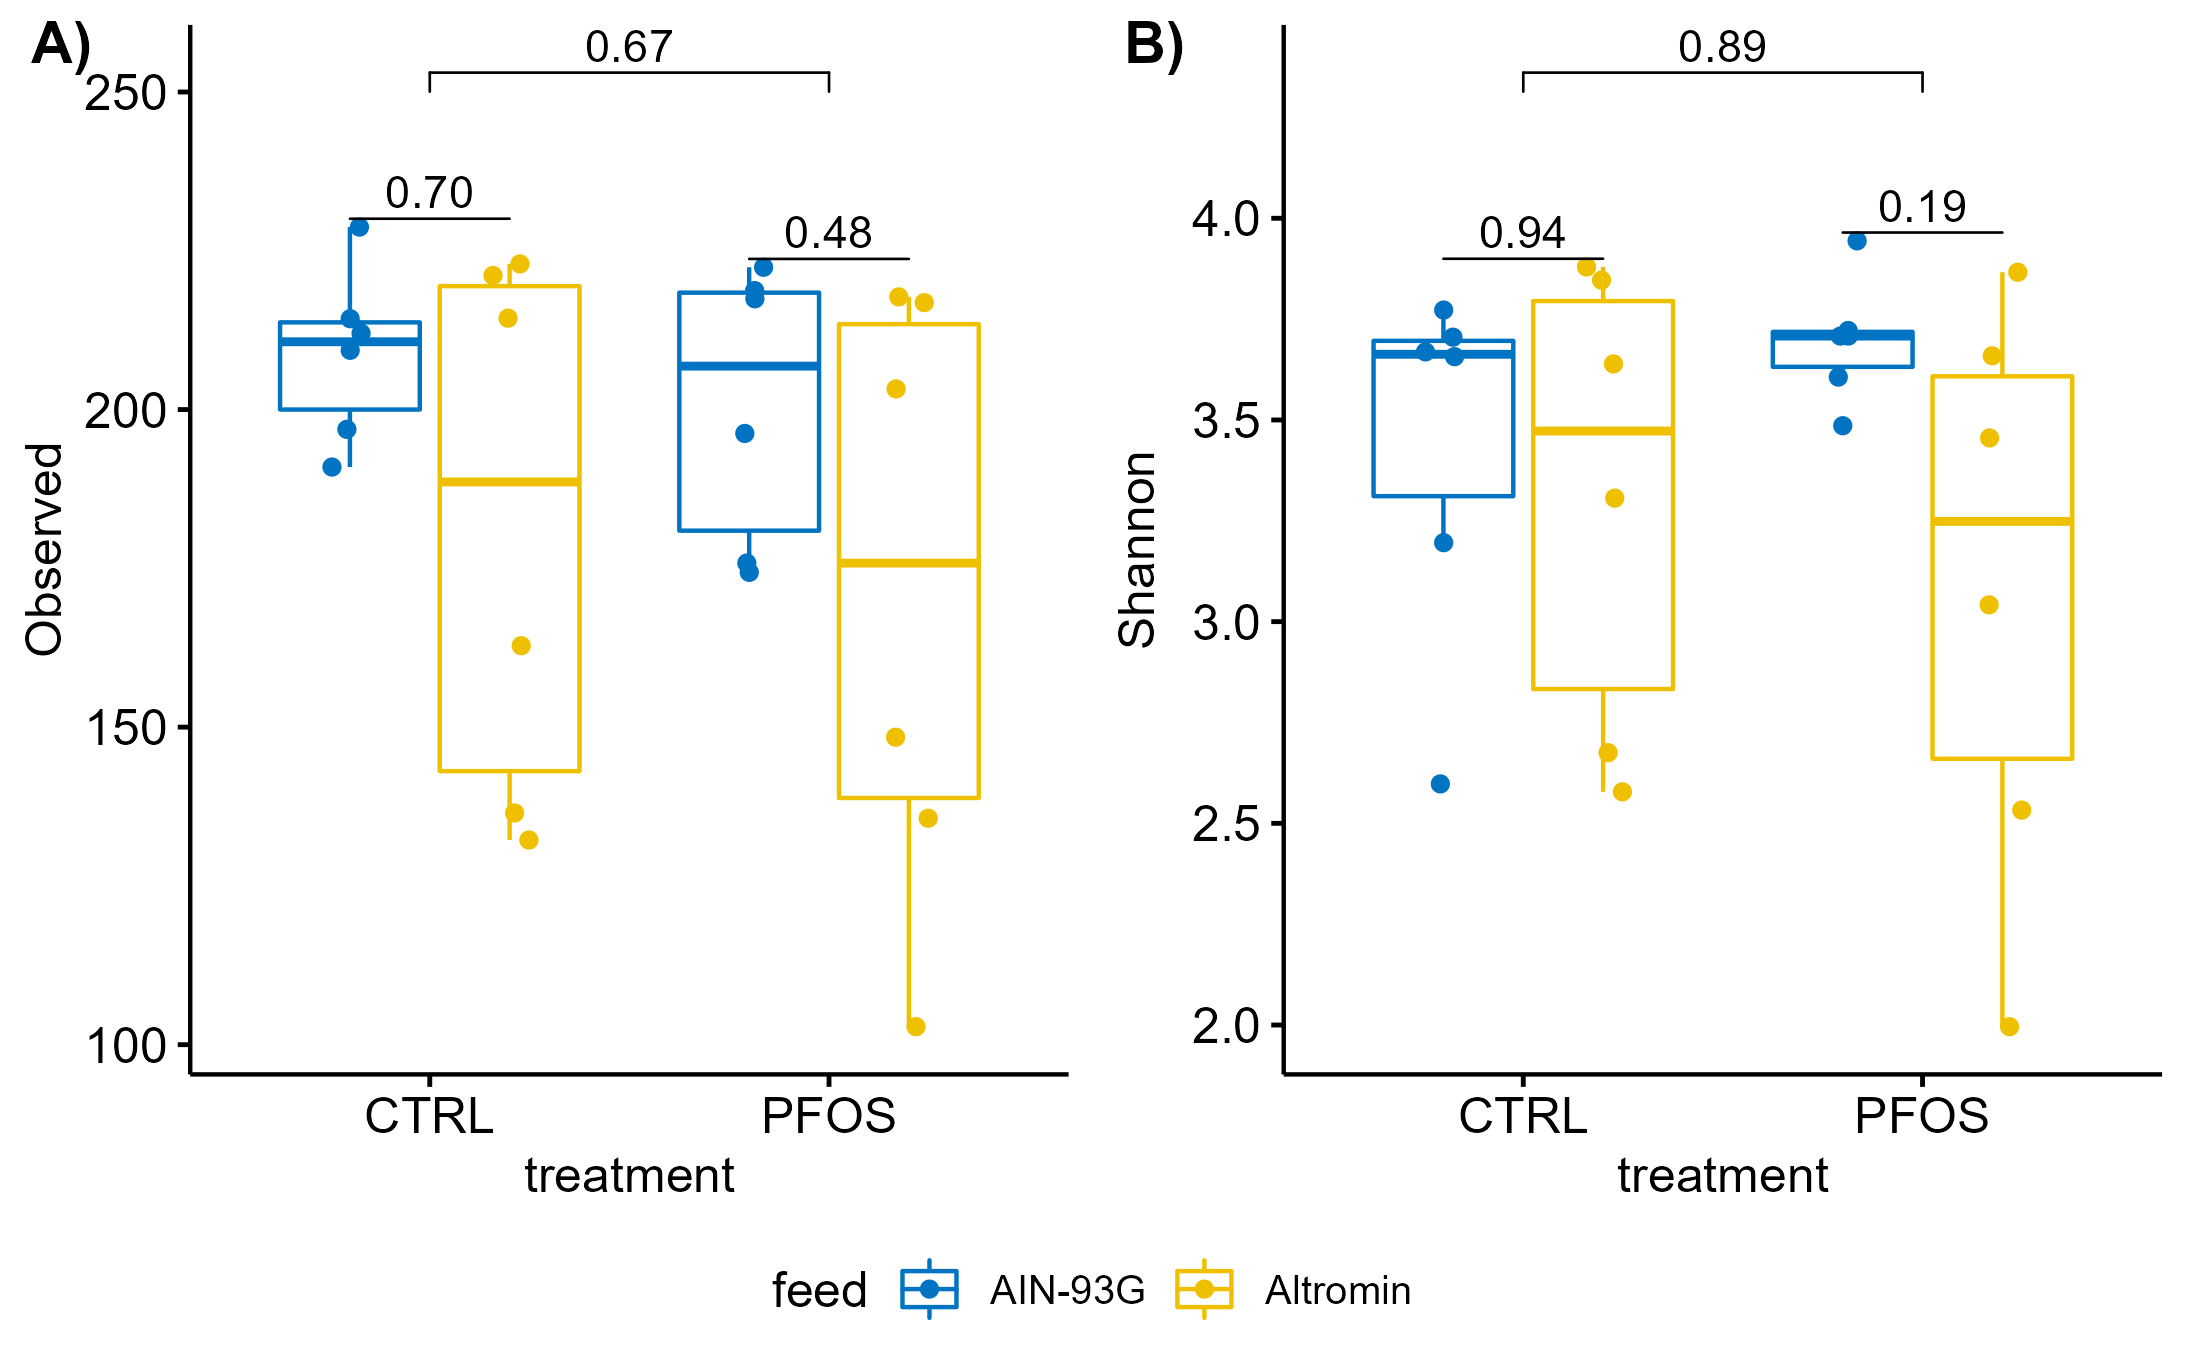 A)
0.67
250
0.70
0.48
200
150
100
Observed
CTRL PFOS
treatment
B)
0.89
4.0
0.94
0.19
3.5
3.0
2.5
2.0
Shannon
CTRL PFOS
treatment
feed AIN-93G Altromin